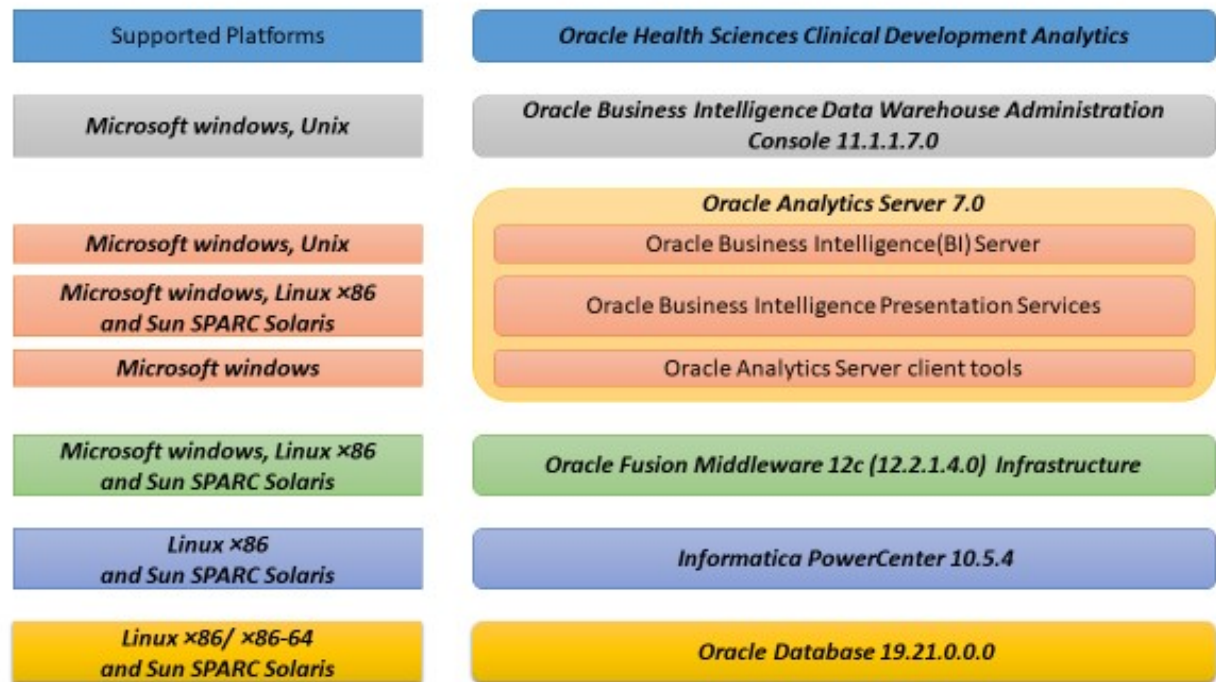 Supported Platforms
Oracle Health Sciences Clinical Development Analytics
Microsoft windows, Unix
Oracle Business Intelligence Data Warehouse Administration
Console 11.1.1.7.0
Oracle Analytics Server 7.0
Microsoft windows, Unix
Oracle Business Intelligence(BI) Server
Microsoft windows, Linux ×86
and Sun SPARC Solaris
Oracle Business Intelligence Presentation Services
Microsoft windows
Oracle Analytics Server client tools
Microsoft windows, Linux ×86
and Sun SPARC Solaris
Oracle Fusion Middleware 12c (12.2.1.4.0) Infrastructure
Linux ×86
and Sun SPARC Solaris
Informatica PowerCenter 10.5.4
Linux ×86/ ×86-64
and Sun SPARC Solaris
Oracle Database 19.21.0.0.0